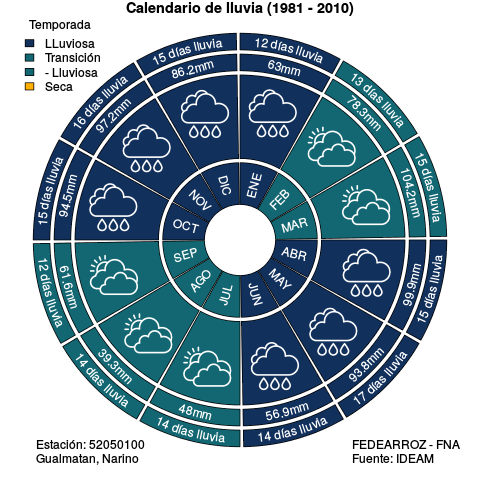 Calendario de lluvia (1981 - 2010)
Temporada
LLuviosa
Transición
- Lluviosa
Seca
12 días lluvia
63mm
ENE
13 días lluvia
78.3mm
FEB
15 días lluvia
104.2mm
MAR
15 días lluvia
99.9mm
ABR
17 días lluvia
93.8mm
MAY
14 días lluvia
56.9mm
JUN
14 días lluvia
48mm
JUL
14 días lluvia
39.3mm
AGO
12 días lluvia
61.6mm
SEP
15 días lluvia
94.5mm
OCT
16 días lluvia
97.2mm
NOV
15 días lluvia
86.2mm
DIC
Estación: 52050100
Gualmatan, Narino
FEDEARROZ - FNA
Fuente: IDEAM